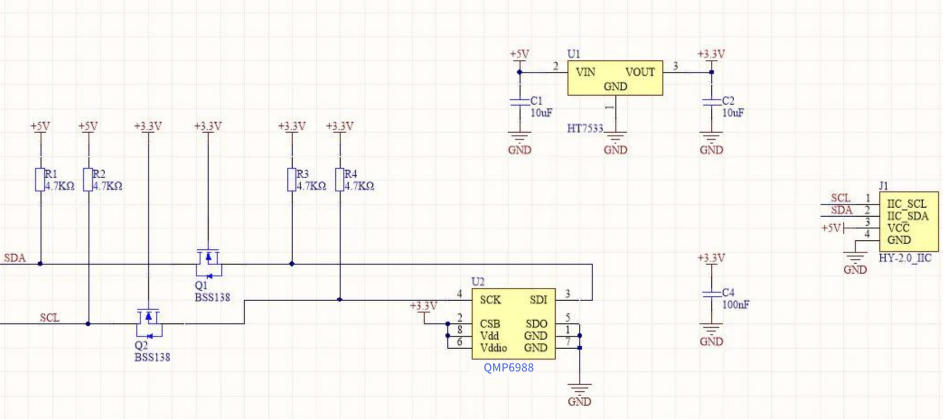 +5V
U1
+3.3V
2
VIN
VOUT
3
GND
C1
10uF
1
C2
10uF
HT7533
GND
GND
GND
+5V
+5V
+3.3V
+3.3V
+3.3V
+3.3V
R1
4.7KΩ
R2
4.7KΩ
R3
4.7KΩ
R4
4.7KΩ
J1
SCL
1
IIC_SCL
SDA
2
IIC_SDA
+5V
3
VCC
4
GND
GND
HY-2.0_IIC
SDA
Q1
BSS138
+3.3V
C4
100nF
GND
U2
4
SCK
SDI
3
+3.3V
2
CSB
SDO
5
8
Vdd
GND
1
6
Vddio
GND
7
QMP6988
GND
SCL
Q2
BSS138